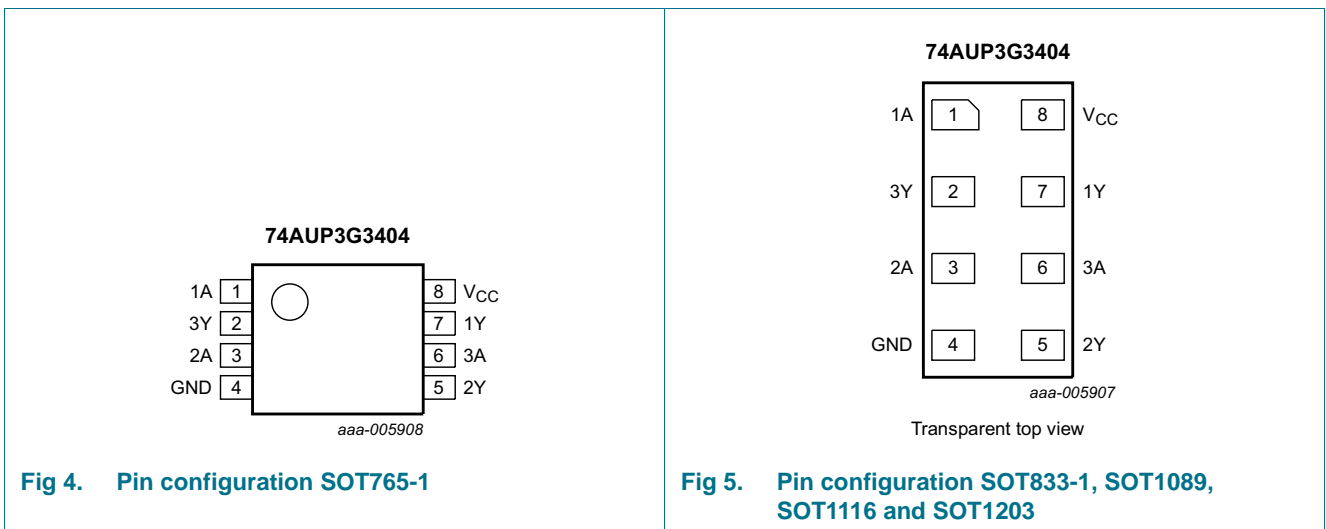 74AUP3G3404
1A 1 8 VCC
3Y 2 7 1Y
2A 3 6 3A
GND 4 5 2Y
aaa-005908
Fig 4. Pin configuration SOT765-1
74AUP3G3404
1A 1 8 VCC
3Y 2 7 1Y
2A 3 6 3A
GND 4 5 2Y
aaa-005907
Transparent top view
Fig 5. Pin configuration SOT833-1, SOT1089,
SOT1116 and SOT1203